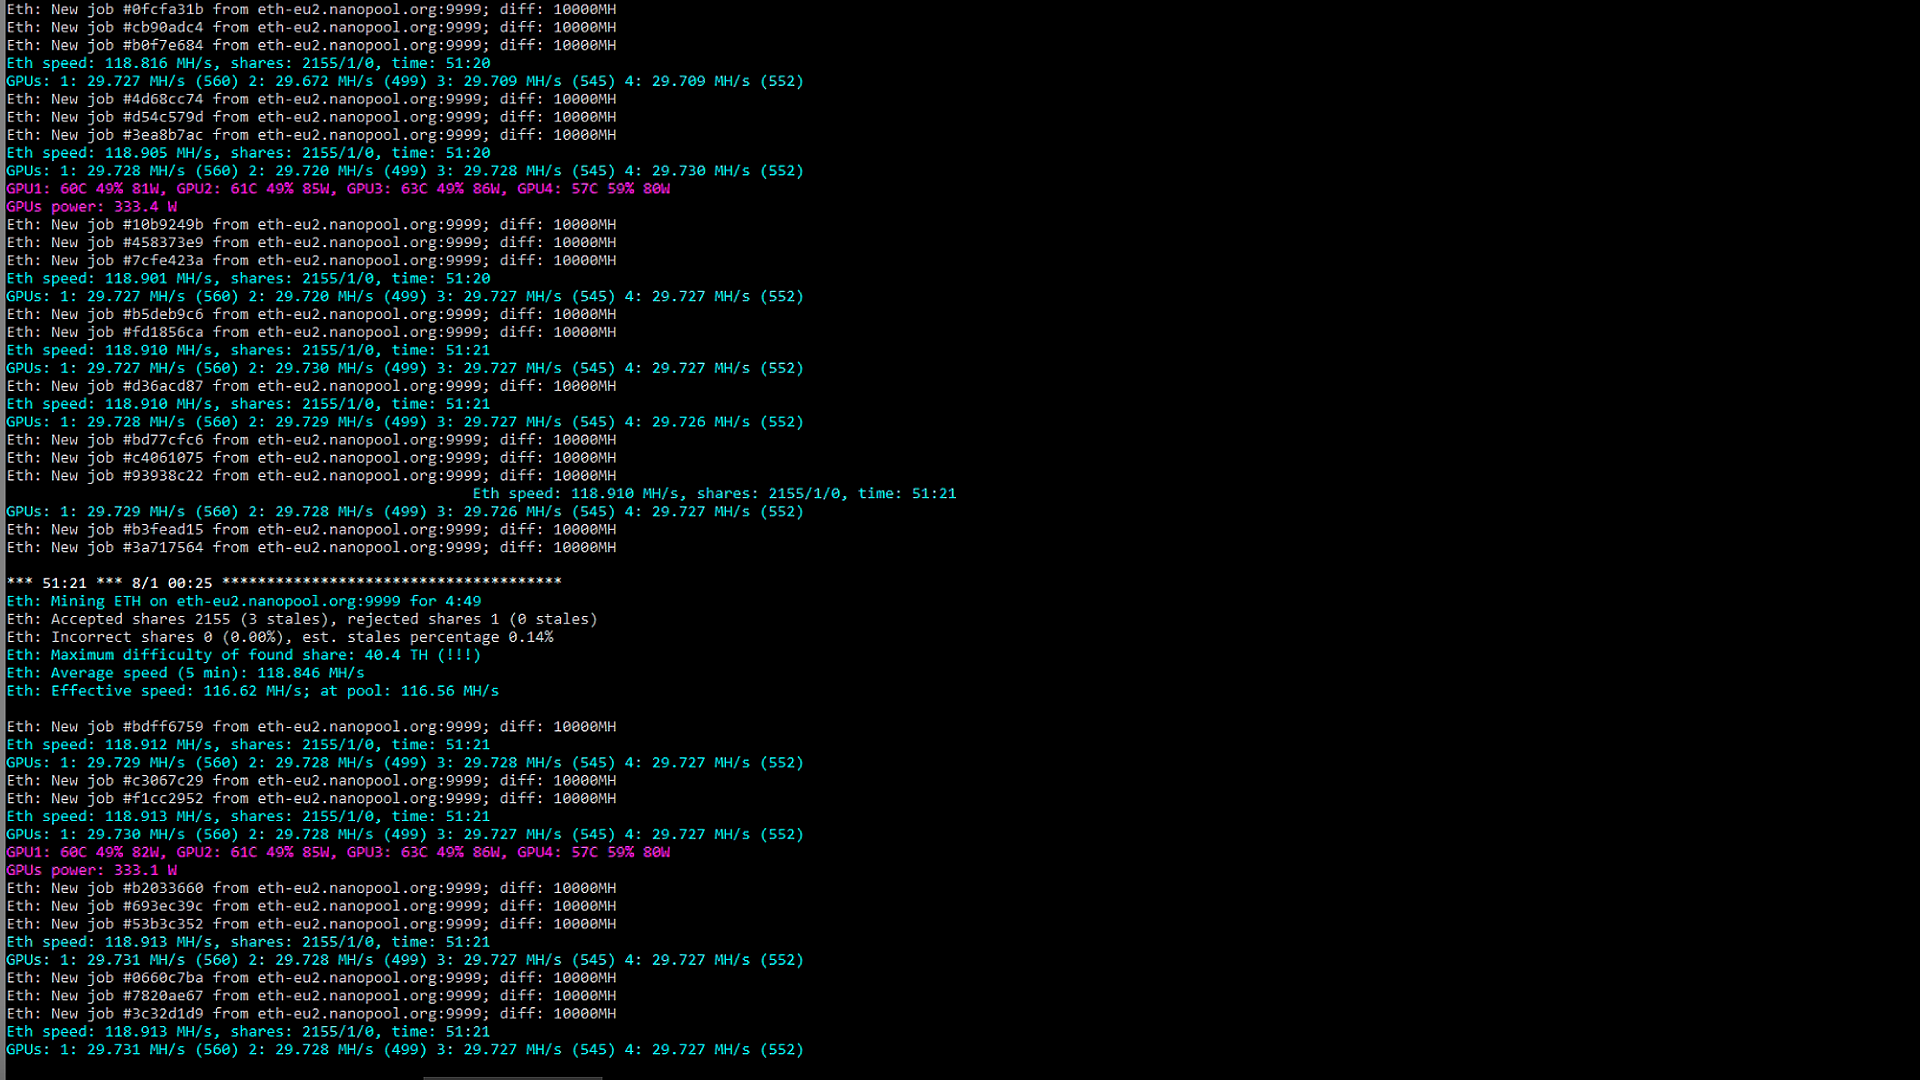 Eth: New job #0fcfa31b from eth-eu2.nanopool.org:9999; diff: 10000MH
Eth: New job #cb90adc4 from eth-eu2.nanopool.org:9999; diff: 10000MH
Eth: New job #b0f7e684 from eth-eu2.nanopool.org:9999; diff: 10000MH
Eth speed: 118.816 MH/s, shares: 2155/1/0, time: 51:20
GPUs: 1: 29.727 MH/s (560) 2: 29.672 MH/s (499) 3: 29.709 MH/s (545) 4: 29.709 MH/s (552)
Eth: New job #4d68cc74 from eth-eu2.nanopool.org:9999; diff: 10000MH
Eth: New job #d54c579d from eth-eu2.nanopool.org:9999; diff: 10000MH
Eth: New job #3ea8b7ac from eth-eu2.nanopool.org:9999; diff: 10000MH
Eth speed: 118.905 MH/s, shares: 2155/1/0, time: 51:20
GPUs: 1: 29.728 MH/s (560) 2: 29.720 MH/s (499) 3: 29.728 MH/s (545) 4: 29.730 MH/s (552)
GPU1: 60C 49% 81W, GPU2: 61C 49% 85W, GPU3: 63C 49% 86W, GPU4: 57C 59% 80W
GPUs power: 333.4 W
Eth: New job #10b9249b from eth-eu2.nanopool.org:9999; diff: 10000MH
Eth: New job #458373e9 from eth-eu2.nanopool.org:9999; diff: 10000MH
Eth: New job #7cfe423a from eth-eu2.nanopool.org:9999; diff: 10000MH
Eth speed: 118.901 MH/s, shares: 2155/1/0, time: 51:20
GPUs: 1: 29.727 MH/s (560) 2: 29.720 MH/s (499) 3: 29.727 MH/s (545) 4: 29.727 MH/s (552)
Eth: New job #b5deb9c6 from eth-eu2.nanopool.org:9999; diff: 10000MH
Eth: New job #fd1856ca from eth-eu2.nanopool.org:9999; diff: 10000MH
Eth speed: 118.910 MH/s, shares: 2155/1/0, time: 51:21
GPUs: 1: 29.727 MH/s (560) 2: 29.730 MH/s (499) 3: 29.727 MH/s (545) 4: 29.727 MH/s (552)
Eth: New job #d36acd87 from eth-eu2.nanopool.org:9999; diff: 10000MH
Eth speed: 118.910 MH/s, shares: 2155/1/0, time: 51:21
GPUs: 1: 29.728 MH/s (560) 2: 29.729 MH/s (499) 3: 29.727 MH/s (545) 4: 29.726 MH/s (552)
Eth: New job #bd77cfc6 from eth-eu2.nanopool.org:9999; diff: 10000MH
Eth: New job #c4061075 from eth-eu2.nanopool.org:9999; diff: 10000MH
Eth: New job #93938c22 from eth-eu2.nanopool.org:9999; diff: 10000MH
Eth speed: 118.910 MH/s, shares: 2155/1/0, time: 51:21
GPUs: 1: 29.729 MH/s (560) 2: 29.728 MH/s (499) 3: 29.726 MH/s (545) 4: 29.727 MH/s (552)
Eth: New job #b3fead15 from eth-eu2.nanopool.org:9999; diff: 10000MH
Eth: New job #3a717564 from eth-eu2.nanopool.org:9999; diff: 10000MH
*** 51:21 *** 8/1 00:25 **************************************
Eth: Mining ETH on eth-eu2.nanopool.org:9999 for 4:49
Eth: Accepted shares 2155 (3 stales), rejected shares 1 (0 stales)
Eth: Incorrect shares 0 (0.00%), est. stales percentage 0.14%
Eth: Maximum difficulty of found share: 40.4 TH (!!!)
Eth: Average speed (5 min): 118.846 MH/s
Eth: Effective speed: 116.62 MH/s; at pool: 116.56 MH/s
Eth: New job #bdff6759 from eth-eu2.nanopool.org:9999; diff: 10000MH
Eth speed: 118.912 MH/s, shares: 2155/1/0, time: 51:21
GPUs: 1: 29.729 MH/s (560) 2: 29.728 MH/s (499) 3: 29.728 MH/s (545) 4: 29.727 MH/s (552)
Eth: New job #c3067c29 from eth-eu2.nanopool.org:9999; diff: 10000MH
Eth: New job #f1cc2952 from eth-eu2.nanopool.org:9999; diff: 10000MH
Eth speed: 118.913 MH/s, shares: 2155/1/0, time: 51:21
GPUs: 1: 29.730 MH/s (560) 2: 29.728 MH/s (499) 3: 29.727 MH/s (545) 4: 29.727 MH/s (552)
GPU1: 60C 49% 82W, GPU2: 61C 49% 85W, GPU3: 63C 49% 86W, GPU4: 57C 59% 80W
GPUs power: 333.1 W
Eth: New job #b2033660 from eth-eu2.nanopool.org:9999; diff: 10000MH
Eth: New job #693ec39c from eth-eu2.nanopool.org:9999; diff: 10000MH
Eth: New job #53b3c352 from eth-eu2.nanopool.org:9999; diff: 10000MH
Eth speed: 118.913 MH/s, shares: 2155/1/0, time: 51:21
GPUs: 1: 29.731 MH/s (560) 2: 29.728 MH/s (499) 3: 29.727 MH/s (545) 4: 29.727 MH/s (552)
Eth: New job #0660c7ba from eth-eu2.nanopool.org:9999; diff: 10000MH
Eth: New job #7820ae67 from eth-eu2.nanopool.org:9999; diff: 10000MH
Eth: New job #3c32d1d9 from eth-eu2.nanopool.org:9999; diff: 10000MH
Eth speed: 118.913 MH/s, shares: 2155/1/0, time: 51:21
GPUs: 1: 29.731 MH/s (560) 2: 29.728 MH/s (499) 3: 29.727 MH/s (545) 4: 29.727 MH/s (552)